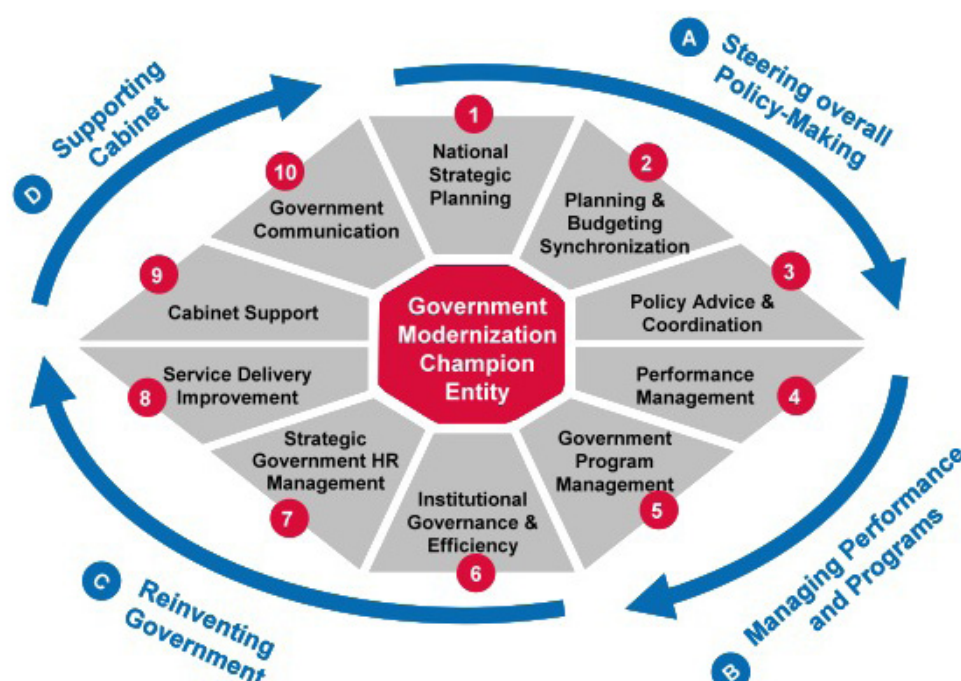 A
Steering overall
Policy-Making
1
National
Strategic
Planning
2
Planning &
Budgeting
Synchronization
3
Policy Advice &
Coordination
4
Performance
Management
5
Government
Program
Management
6
Institutional
Governance &
Efficiency
7
Strategic
Government HR
Management
8
Service Delivery
Improvement
9
Cabinet Support
10
Government
Communication
Government
Modernization
Champion
Entity
B
Managing Performance
and Programs
C
Reinventing
Government
D
Supporting
Cabinet